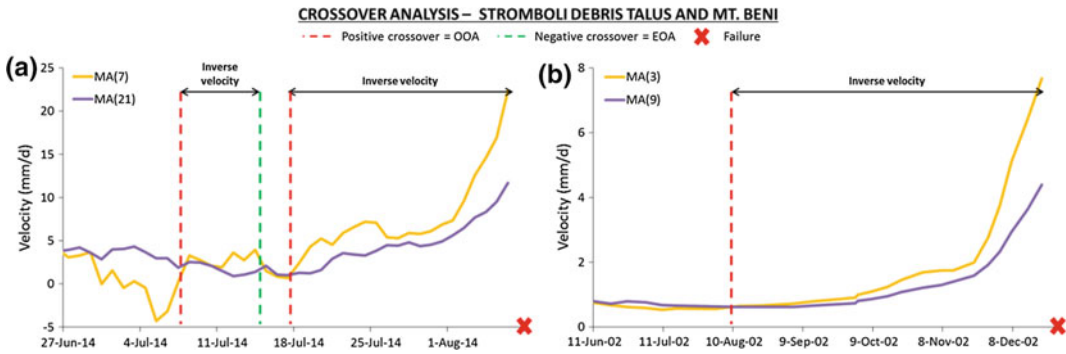 CROSSOVER ANALYSIS – STROMBOLI DEBRIS TALUS AND MT. BENI
Positive crossover = OOA Negative crossover = EOA Failure
(a)
MA(7)
MA(21)
Inverse velocity
Inverse velocity
Velocity (mm/d)
25
20
15
10
5
0
-5
27-Jun-14 4-Jul-14 11-Jul-14 18-Jul-14 25-Jul-14 1-Aug-14
(b)
MA(3)
MA(9)
Inverse velocity
Velocity (mm/d)
8
6
4
2
0
11-Jun-02 11-Jul-02 10-Aug-02 9-Sep-02 9-Oct-02 8-Nov-02 8-Dec-02